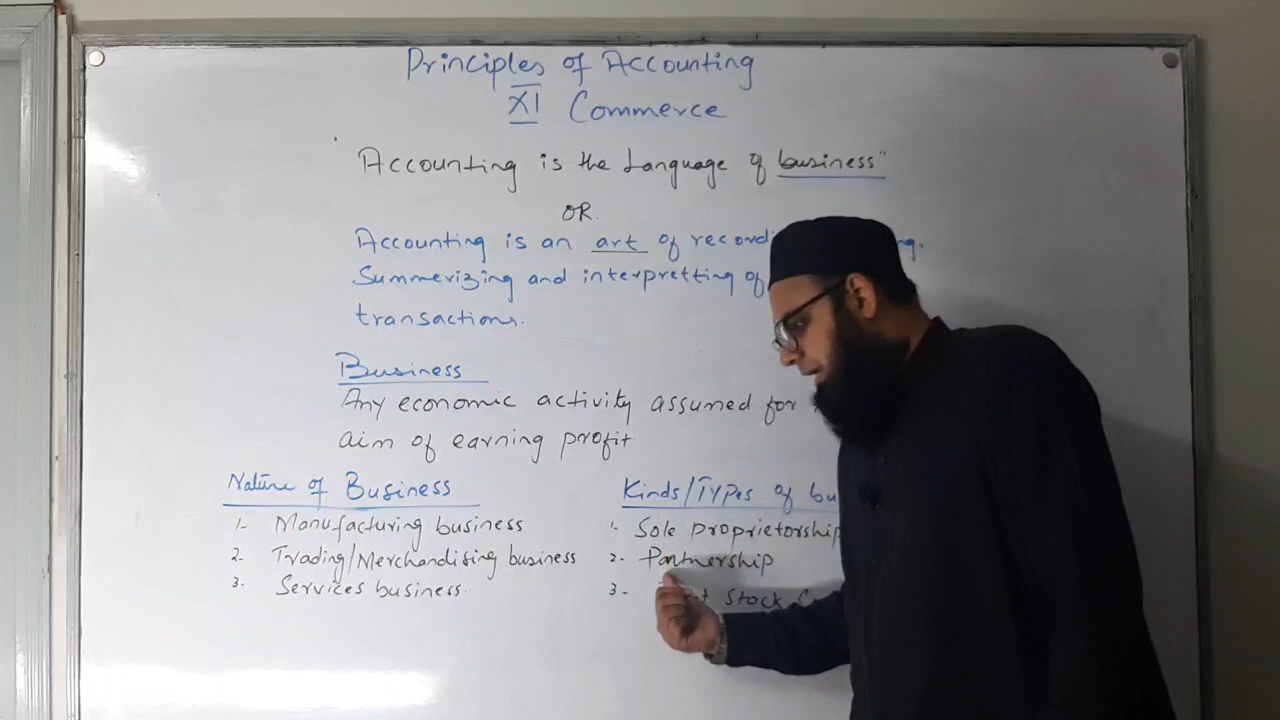 Principles of Accounting
XI Commerce
Accounting is the Language of business"
OR.
Accounting is an art of
Summerizing and interpretting of
transactions.
Business
Any economic activity assumed for
aim of earning profit
Nature of Business
1- Manufacturing business
2- Trading/Merchandising business
3- Services business.
Kinds/Types of
1- Sole proprietorship
2- Partnership
3- Stock